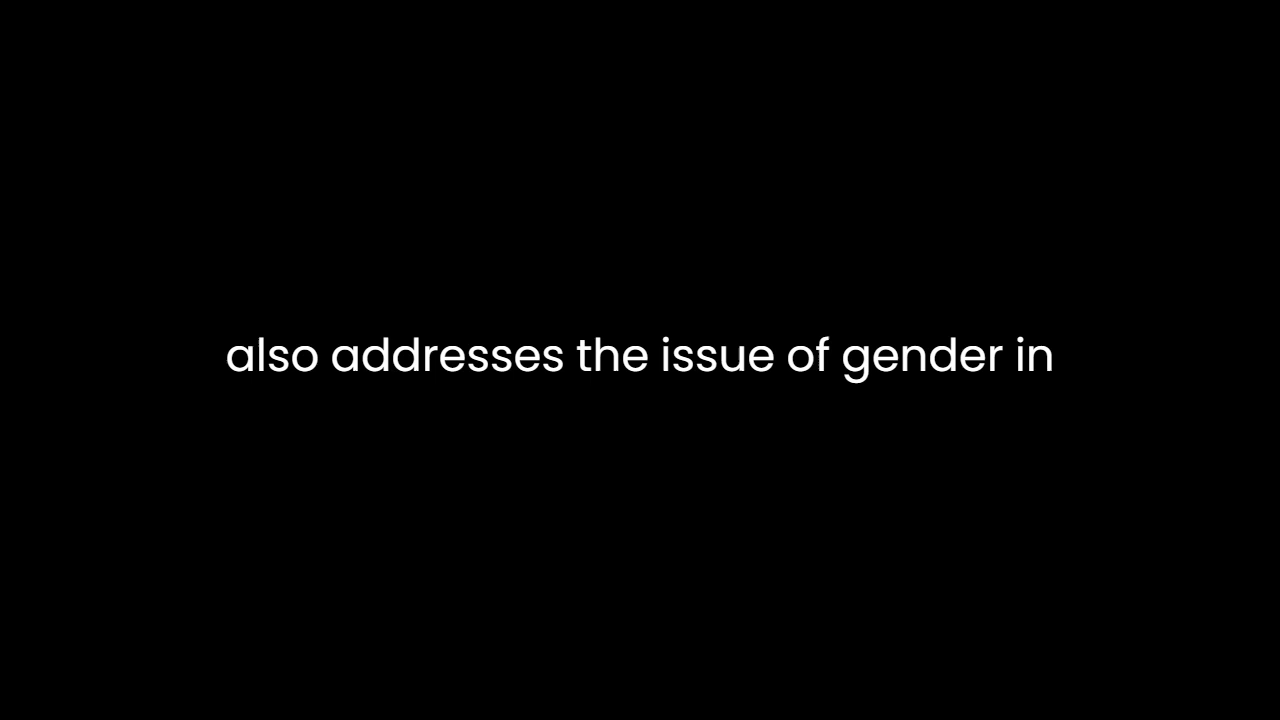 also addresses the issue of gender in